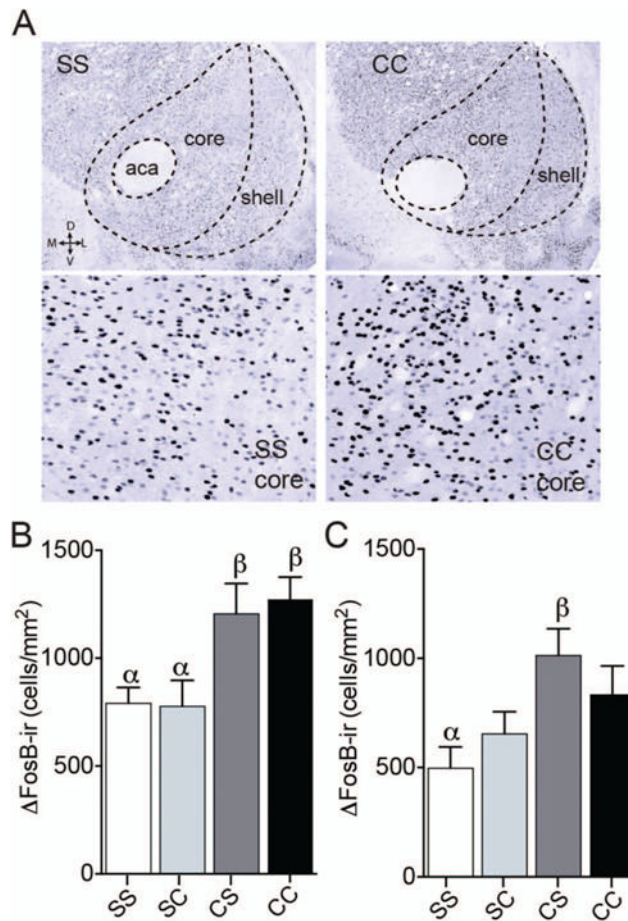 A
SS
CC
core
core
aca
shell
shell
D
M L
V
SS
core
CC
core
B
C
1500
1000
500
0
ΔFosB-ir (cells/mm²)
α
α
β
β
SS
SC
CS
CC
1500
1000
500
0
ΔFosB-ir (cells/mm²)
α
β
SS
SC
CS
CC